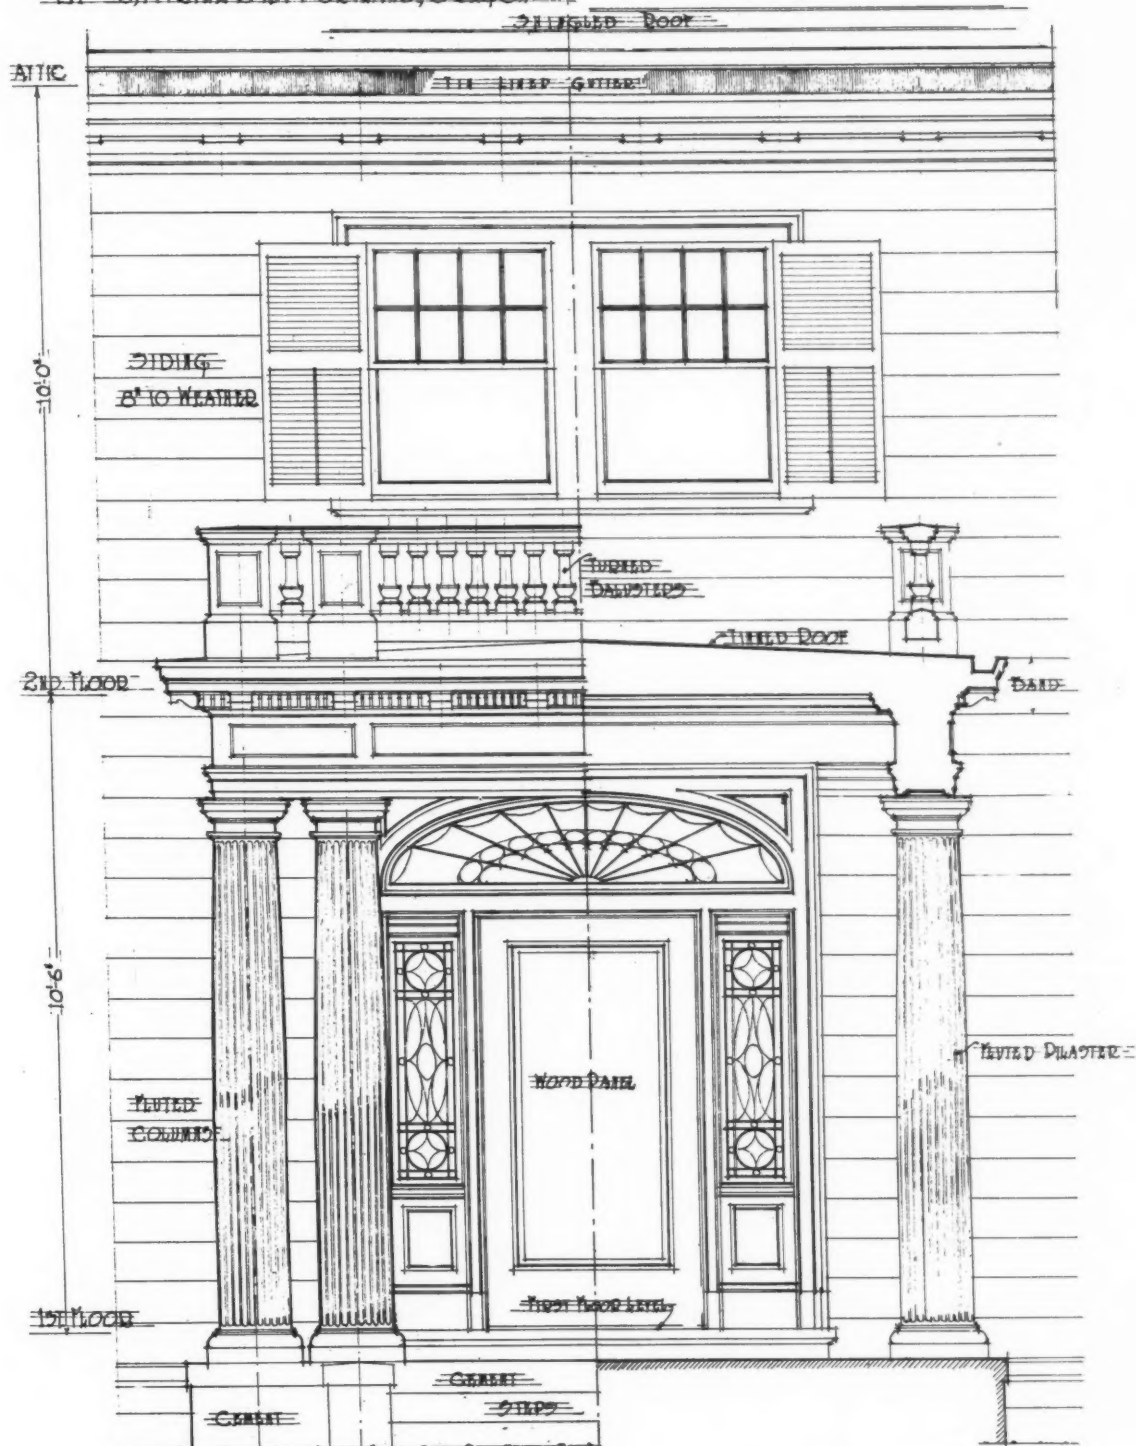 SHINGLED ROOF
ATTIC
TIN LINED GUTTER
10'-0"
SIDING
8" TO WEATHER
TURNED
BALUSTERS
TINNED ROOF
2ND. FLOOR
BAND
10'-6"
FLUTED PILASTER
WOOD PANEL
FLUTED
COLUMNS
FIRST FLOOR LEVEL
1ST FLOOR
CEMENT
STEPS
CEMENT